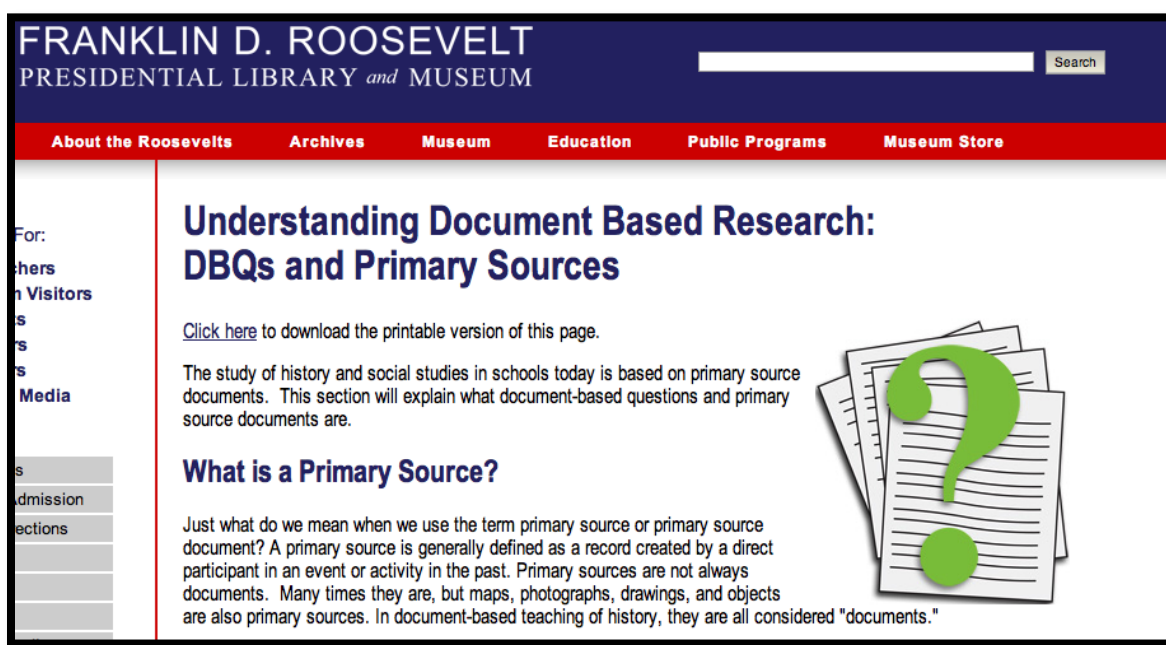 FRANKLIN D. ROOSEVELT
PRESIDENTIAL LIBRARY and MUSEUM
Search
About the Roosevelts Archives Museum Education Public Programs Museum Store
For:
Visitors
Media
Admission
Understanding Document Based Research:
DBQs and Primary Sources
Click here to download the printable version of this page.
The study of history and social studies in schools today is based on primary source
documents. This section will explain what document-based questions and primary
source documents are.
What is a Primary Source?
Just what do we mean when we use the term primary source or primary source
document? A primary source is generally defined as a record created by a direct
participant in an event or activity in the past. Primary sources are not always
documents. Many times they are, but maps, photographs, drawings, and objects
are also primary sources. In document-based teaching of history, they are all considered "documents."
?